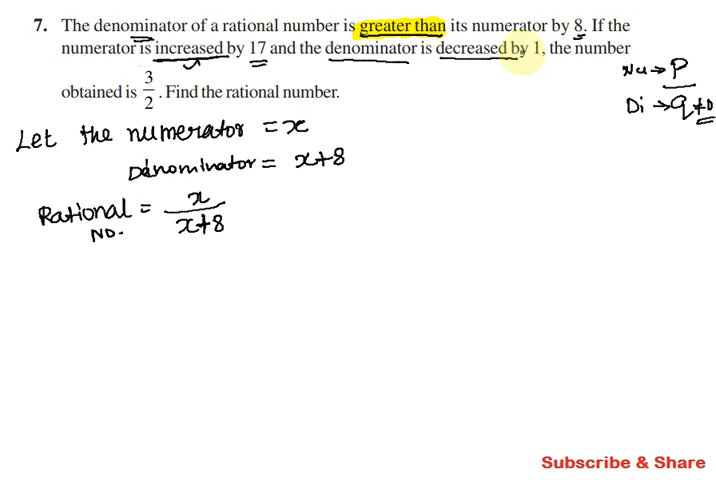 7. The denominator of a rational number is greater than its numerator by 8. If the
numerator is increased by 17 and the denominator is decreased by 1, the number
obtained is 3/2. Find the rational number.
Nu → P
Di → q ≠ 0
Let the numerator = x
Denominator = x+8
Rational No. = x/x+8
Subscribe & Share